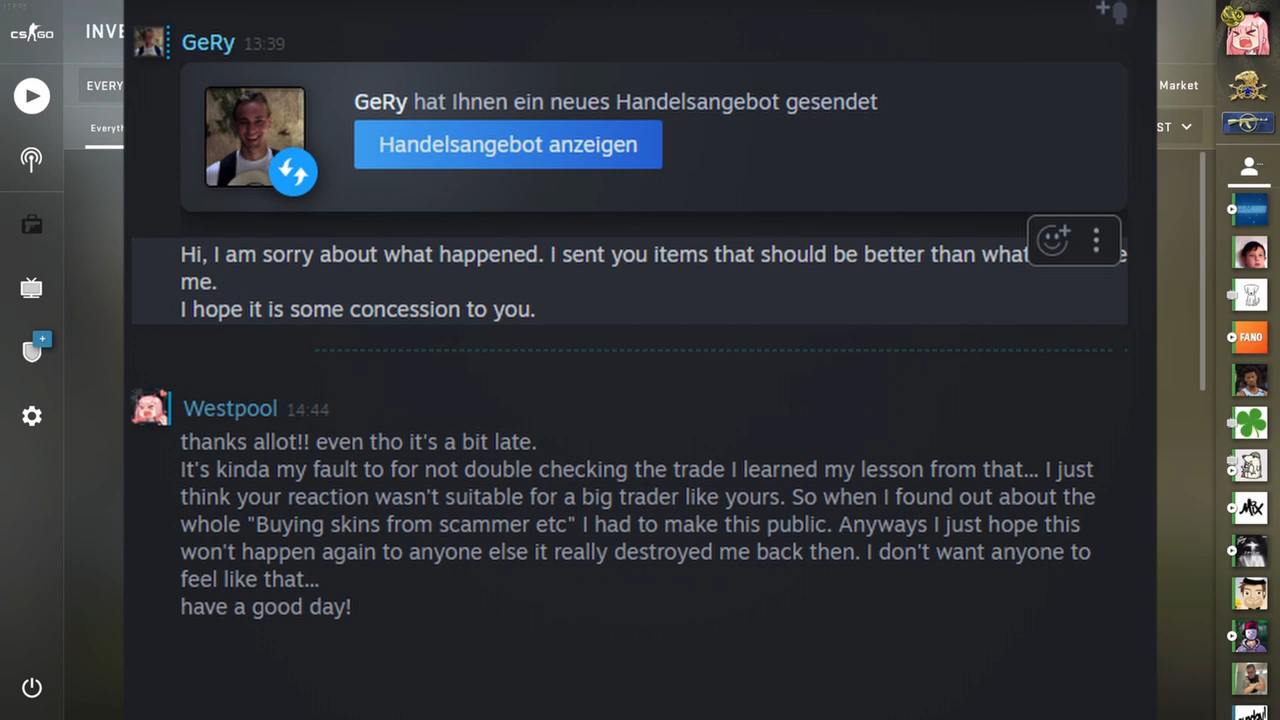 CS:GO
INVE
EVERY
Everyth
Market
ST
GeRy 13:39
GeRy hat Ihnen ein neues Handelsangebot gesendet
Handelsangebot anzeigen
Hi, I am sorry about what happened. I sent you items that should be better than what
me.
I hope it is some concession to you.
Westpool 14:44
thanks allot!! even tho it's a bit late.
It's kinda my fault to for not double checking the trade I learned my lesson from that... I just
think your reaction wasn't suitable for a big trader like yours. So when I found out about the
whole "Buying skins from scammer etc" I had to make this public. Anyways I just hope this
won't happen again to anyone else it really destroyed me back then. I don't want anyone to
feel like that...
have a good day!
FANO
MRMIX